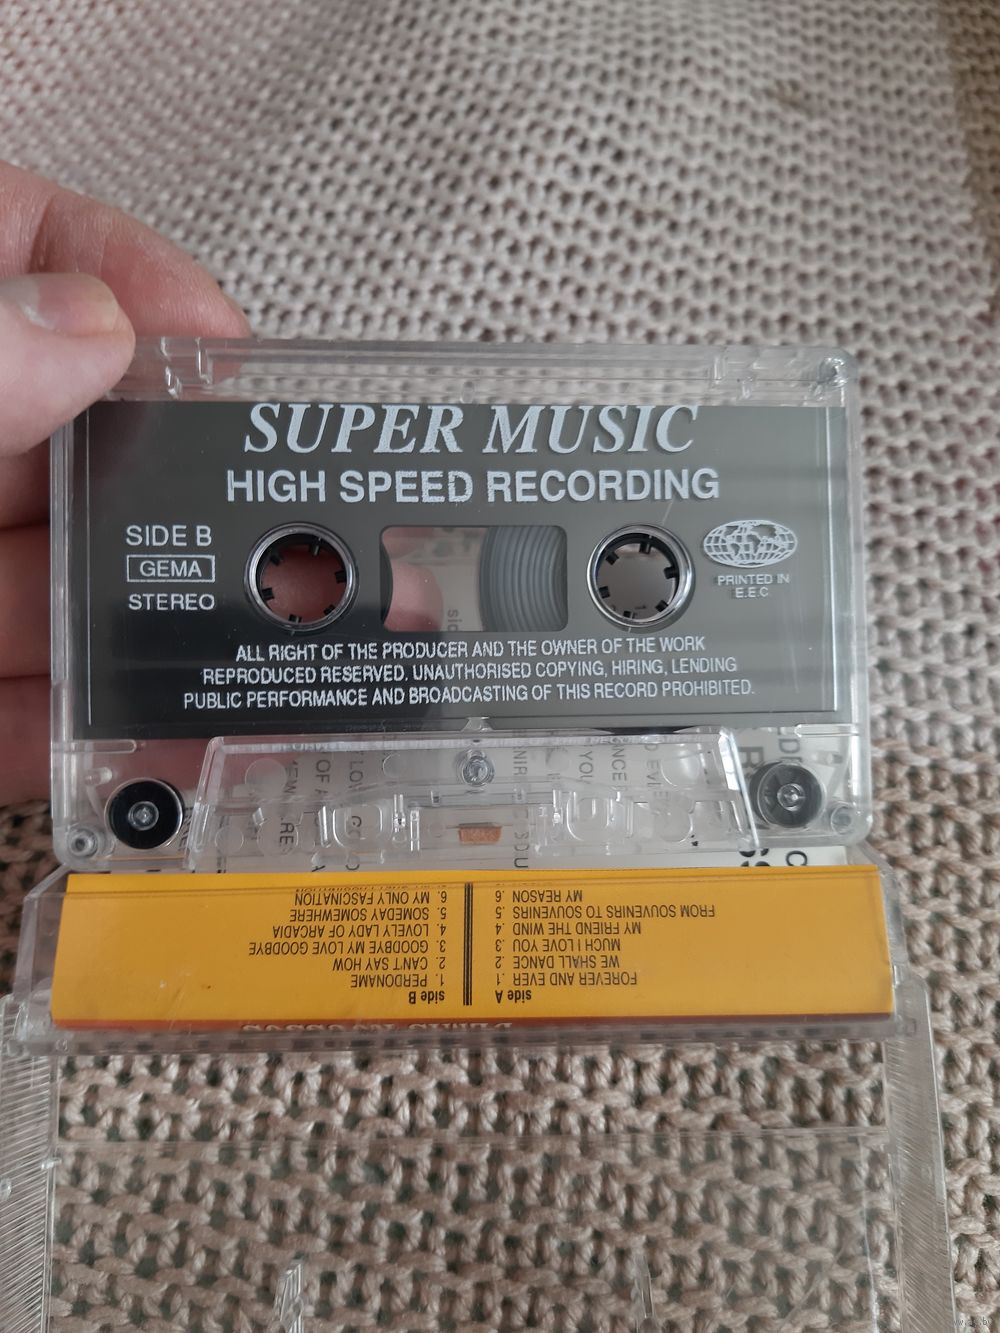 SUPER MUSIC
HIGH SPEED RECORDING
SIDE B
GEMA
STEREO
PRINTED IN
E.E.C
ALL RIGHT OF THE PRODUCER AND THE OWNER OF THE WORK
REPRODUCED RESERVED. UNAUTHORISED COPYING, HIRING, LENDING
PUBLIC PERFORMANCE AND BROADCASTING OF THIS RECORD PROHIBITED.
side A
FOREVER AND EVER .1
WE SHALL DANCE .2
MUCH I LOVE YOU .3
MY FRIEND THE WIND .4
FROM SOUVENIRS TO SOUVENIRS .5
MY REASON .6
side B
1. PERDONAME
2. CAN'T SAY HOW
3. GOODBYE MY LOVE GOODBYE
4. LOVELY LADY OF ARCADIA
5. SOMEDAY SOMEWHERE
6. MY ONLY FASCINATION